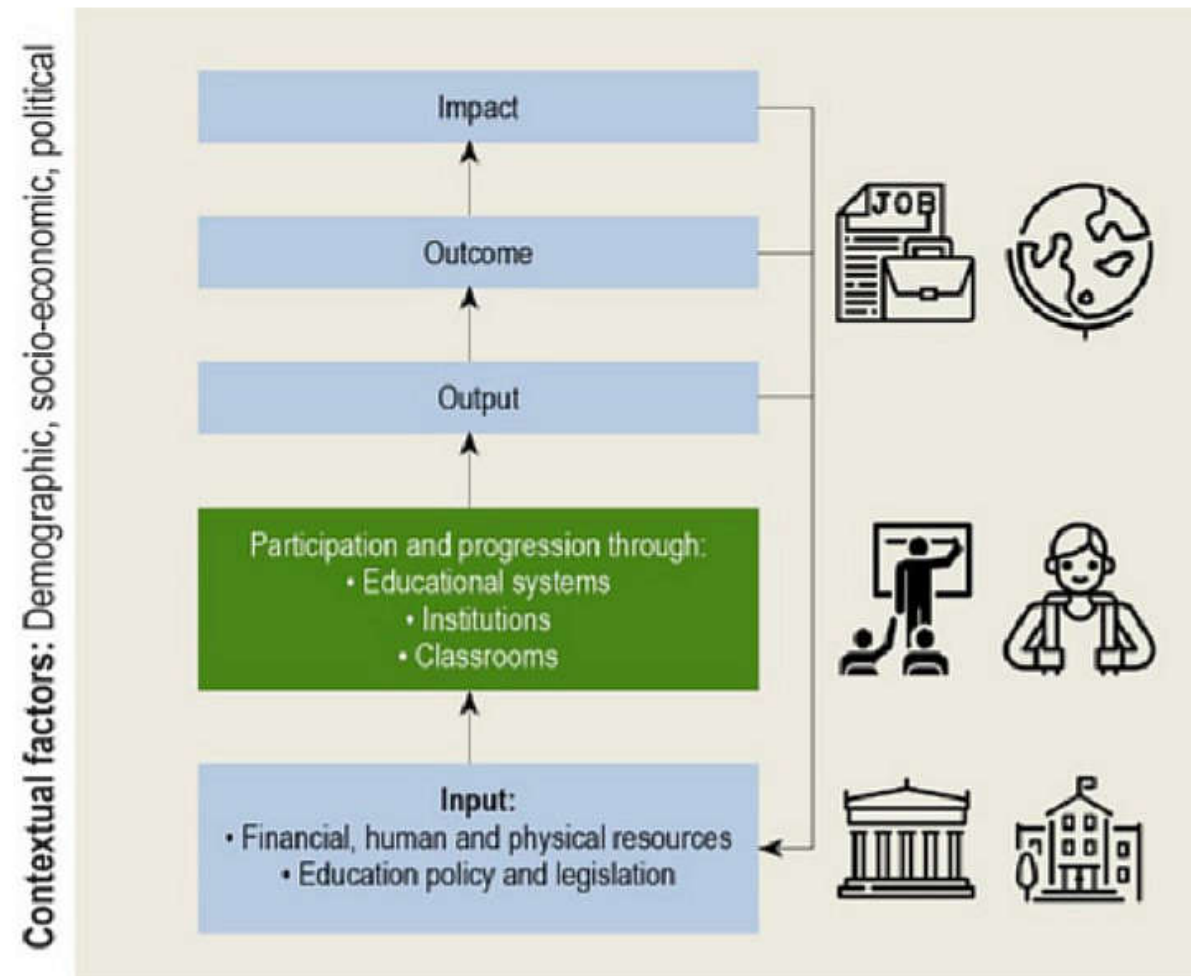 Contextual factors: Demographic, socio-economic, political
Impact
Outcome
Output
Participation and progression through:
• Educational systems
• Institutions
• Classrooms
Input:
• Financial, human and physical resources
• Education policy and legislation
JOB